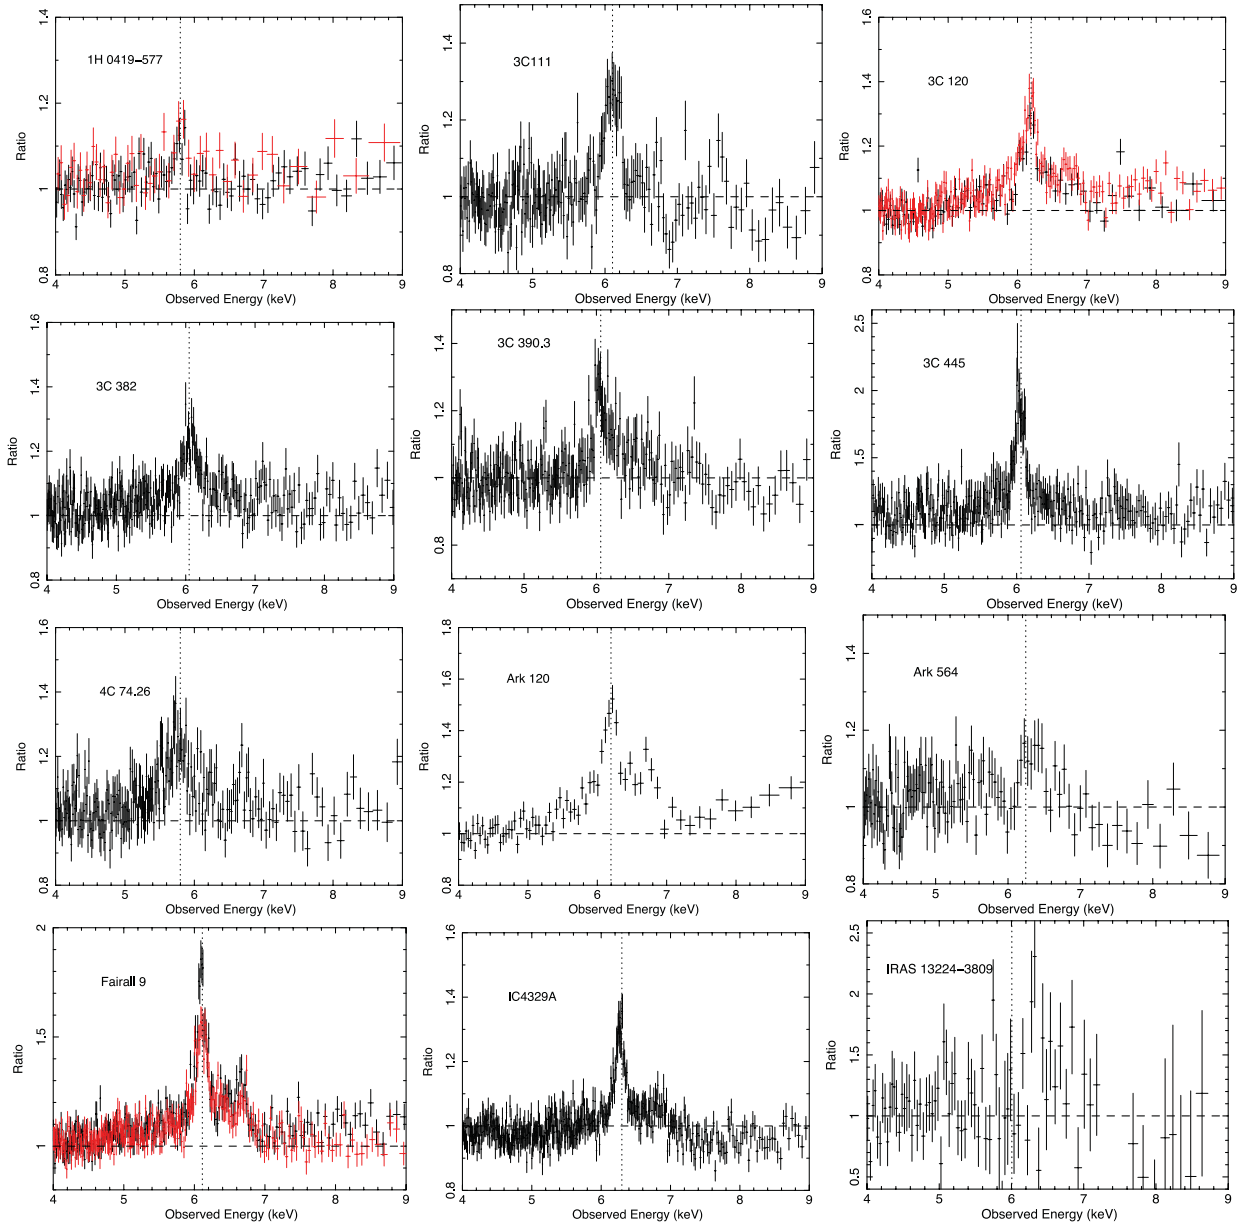 1H 0419–577
Ratio
0.8 1 1.2 1.4
4 5 6 7 8 9
Observed Energy (keV)
3C111
Ratio
0.8 1 1.2 1.4
4 5 6 7 8 9
Observed Energy (keV)
3C 120
Ratio
0.8 1 1.2 1.4 1.6
4 5 6 7 8 9
Observed Energy (keV)
3C 382
Ratio
0.8 1 1.2 1.4 1.6
4 5 6 7 8 9
Observed Energy (keV)
3C 390.3
Ratio
0.8 1 1.2 1.4
4 5 6 7 8 9
Observed Energy (keV)
3C 445
Ratio
1 1.5 2 2.5
4 5 6 7 8 9
Observed Energy (keV)
4C 74.26
Ratio
0.8 1 1.2 1.4 1.6
4 5 6 7 8 9
Observed Energy (keV)
Ark 120
Ratio
0.8 1 1.2 1.4 1.6 1.8
4 5 6 7 8 9
Observed Energy (keV)
Ark 564
Ratio
0.8 1 1.2 1.4
4 5 6 7 8 9
Observed Energy (keV)
Fairall 9
Ratio
1 1.5 2
4 5 6 7 8 9
Observed Energy (keV)
IC4329A
Ratio
0.8 1 1.2 1.4 1.6
4 5 6 7 8 9
Observed Energy (keV)
IRAS 13224–3809
Ratio
0.5 1 1.5 2 2.5
4 5 6 7 8 9
Observed Energy (keV)